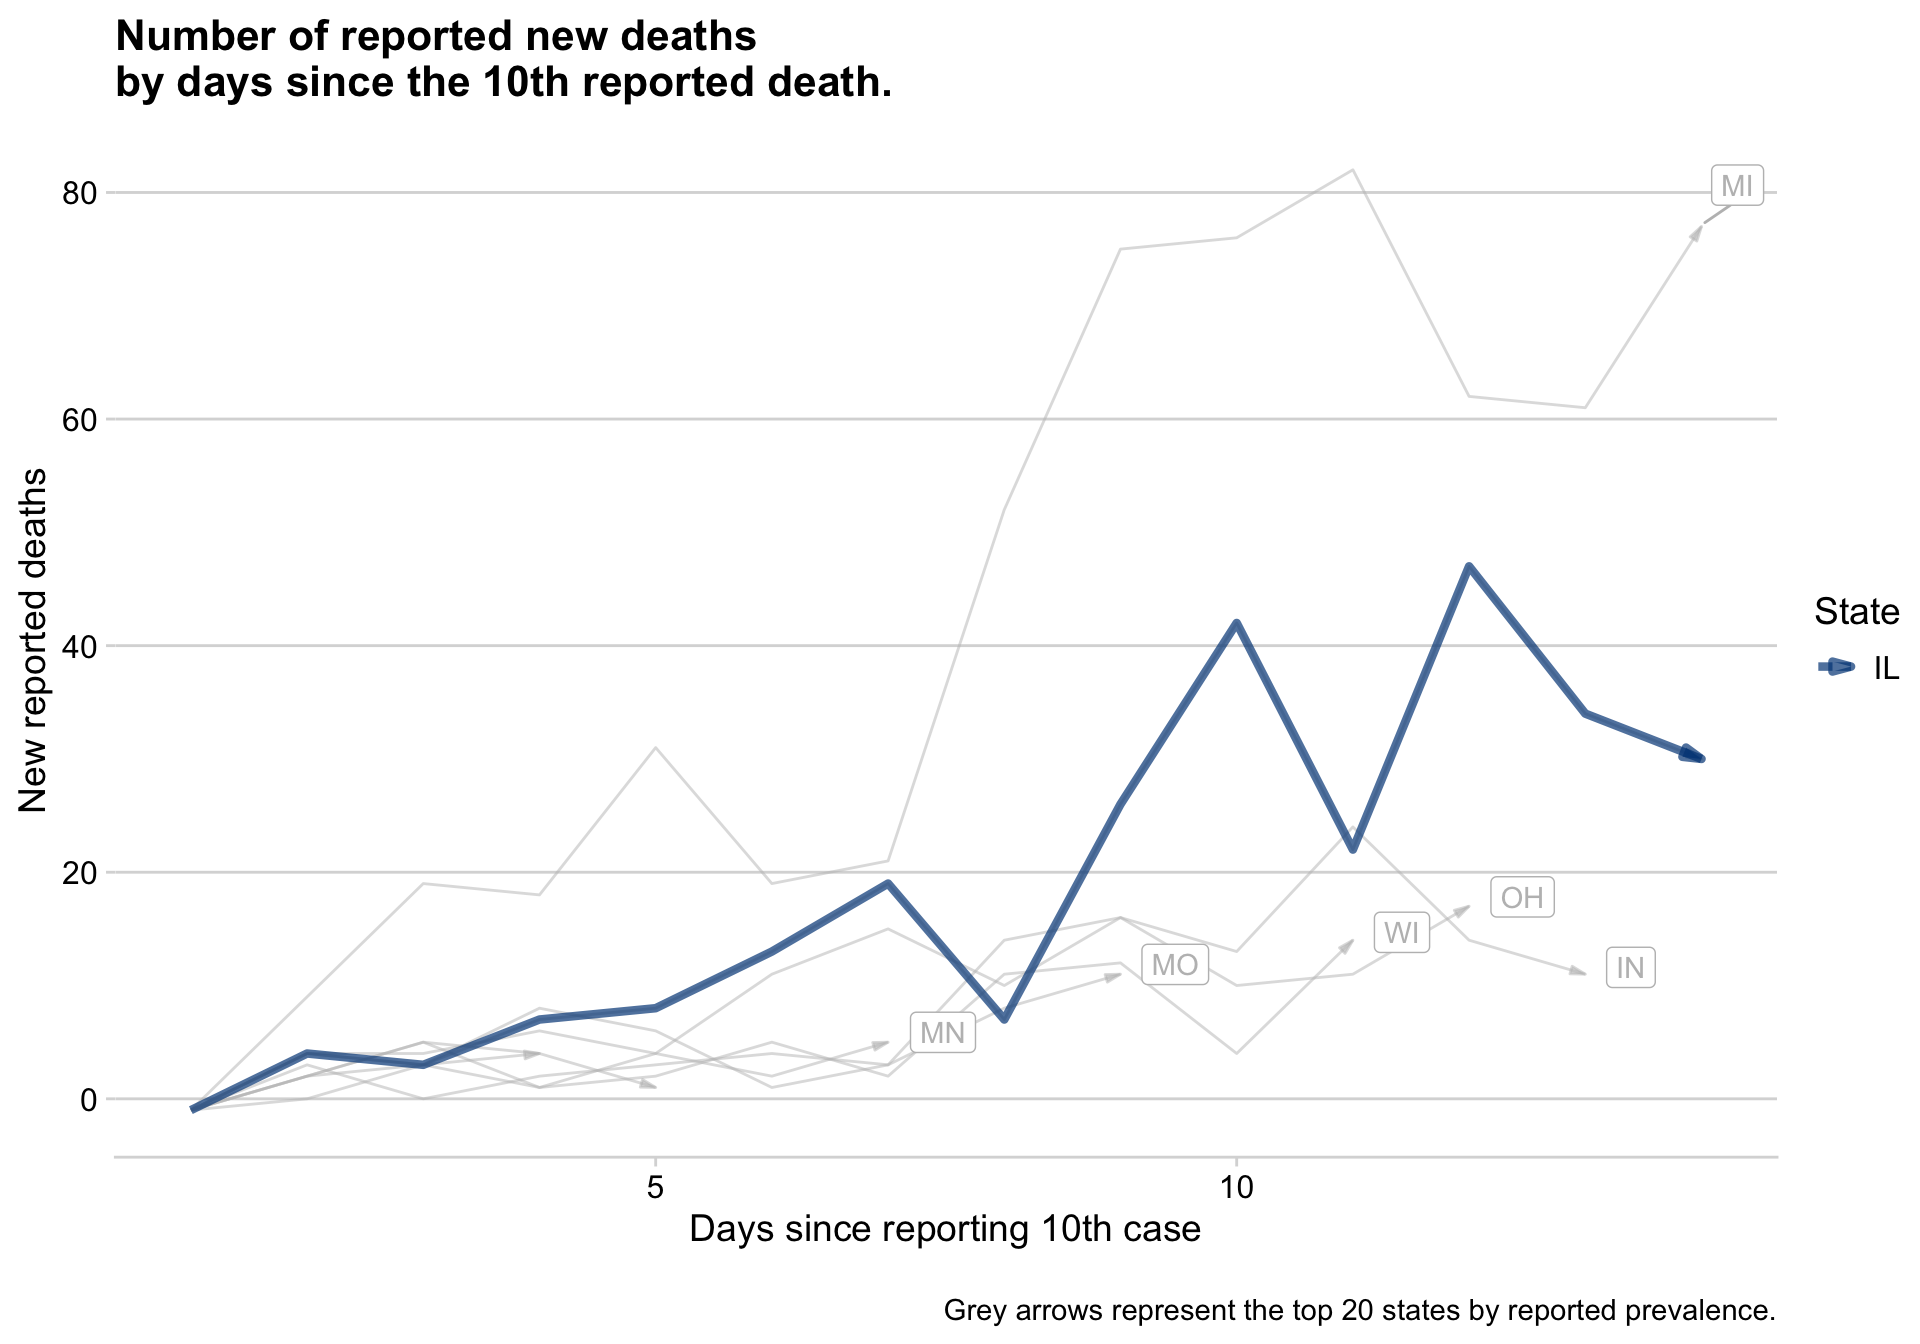 Number of reported new deaths
by days since the 10th reported death.
New reported deaths
80
60
40
20
0
MI
OH
WI
IN
MO
MN
5
10
Days since reporting 10th case
State
IL
Grey arrows represent the top 20 states by reported prevalence.